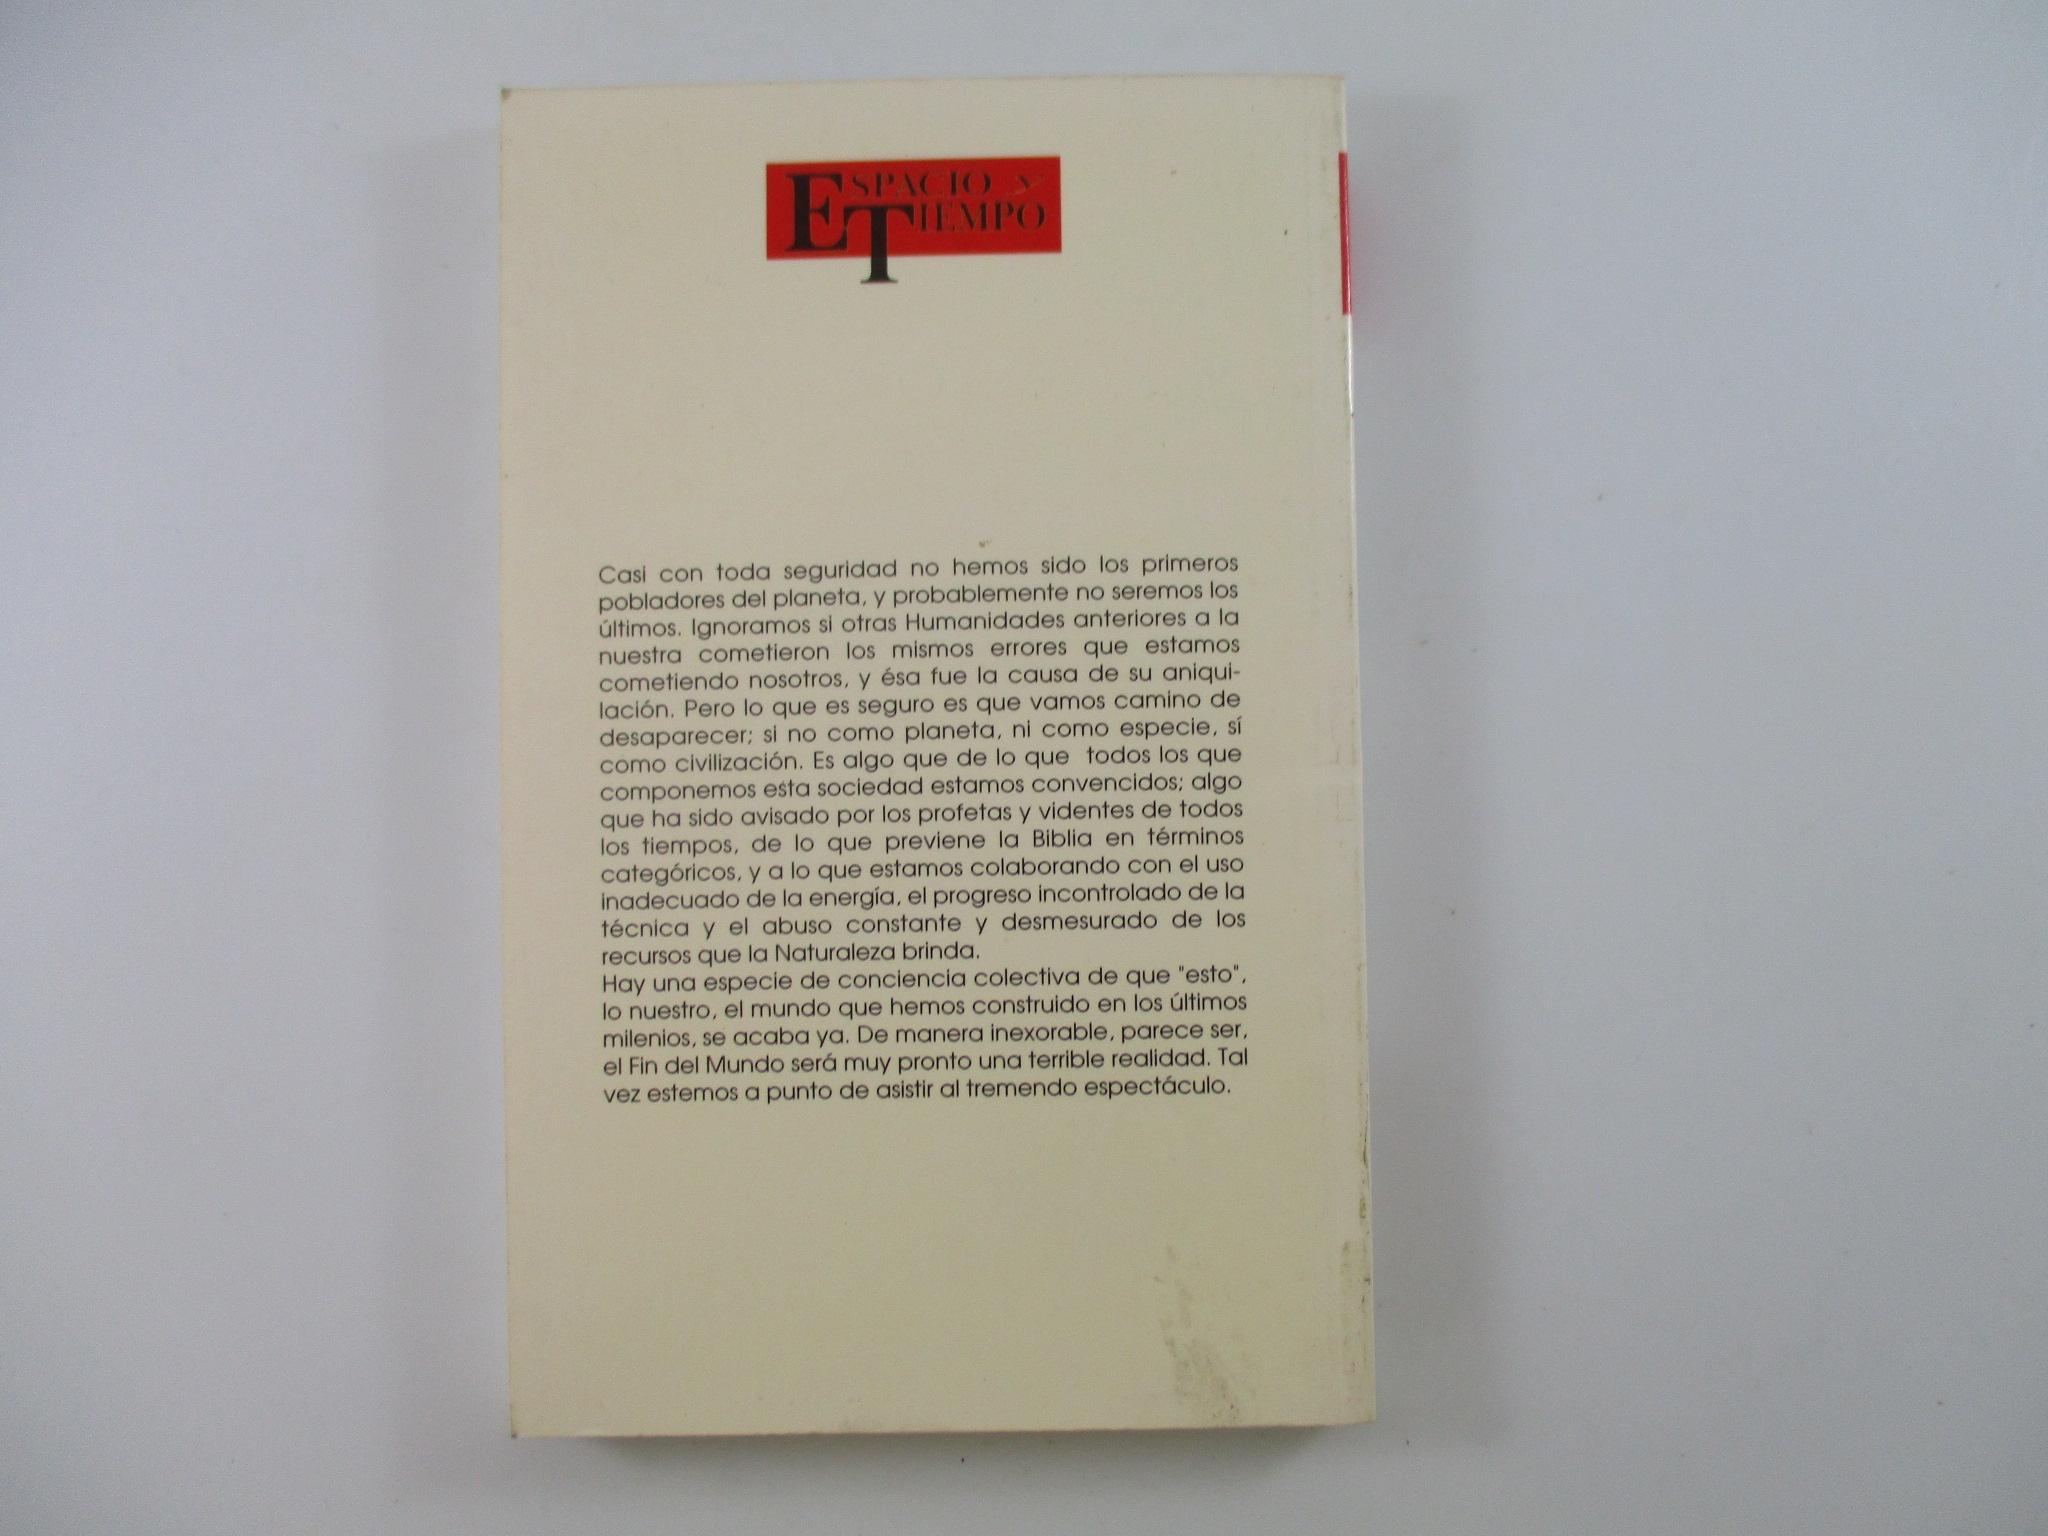 ESPACIO Y
TIEMPO
Casi con toda seguridad no hemos sido los primeros
pobladores del planeta, y probablemente no seremos los
últimos. Ignoramos si otras Humanidades anteriores a la
nuestra cometieron los mismos errores que estamos
cometiendo nosotros, y ésa fue la causa de su aniqui-
lación. Pero lo que es seguro es que vamos camino de
desaparecer; si no como planeta, ni como especie, sí
como civilización. Es algo que de lo que todos los que
componemos esta sociedad estamos convencidos; algo
que ha sido avisado por los profetas y videntes de todos
los tiempos, de lo que previene la Biblia en términos
categóricos, y a lo que estamos colaborando con el uso
inadecuado de la energía, el progreso incontrolado de la
técnica y el abuso constante y desmesurado de los
recursos que la Naturaleza brinda.
Hay una especie de conciencia colectiva de que "esto",
lo nuestro, el mundo que hemos construido en los últimos
milenios, se acaba ya. De manera inexorable, parece ser,
el Fin del Mundo será muy pronto una terrible realidad. Tal
vez estemos a punto de asistir al tremendo espectáculo.